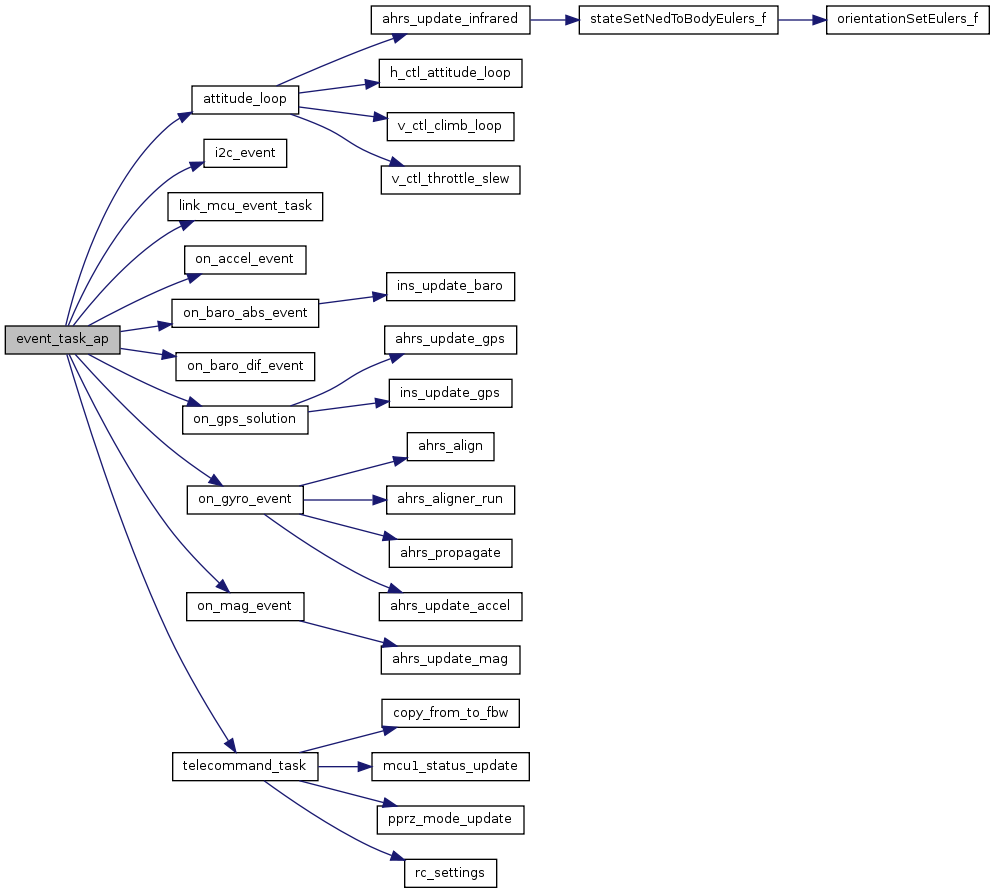 ahrs_update_infrared
stateSetNedToBodyEulers_f
orientationSetEulers_f
h_ctl_attitude_loop
attitude_loop
v_ctl_climb_loop
i2c_event
v_ctl_throttle_slew
link_mcu_event_task
on_accel_event
ins_update_baro
on_baro_abs_event
event_task_ap
ahrs_update_gps
on_baro_dif_event
ins_update_gps
on_gps_solution
ahrs_align
on_gyro_event
ahrs_aligner_run
ahrs_propagate
on_mag_event
ahrs_update_accel
ahrs_update_mag
copy_from_to_fbw
telecommand_task
mcu1_status_update
pprz_mode_update
rc_settings